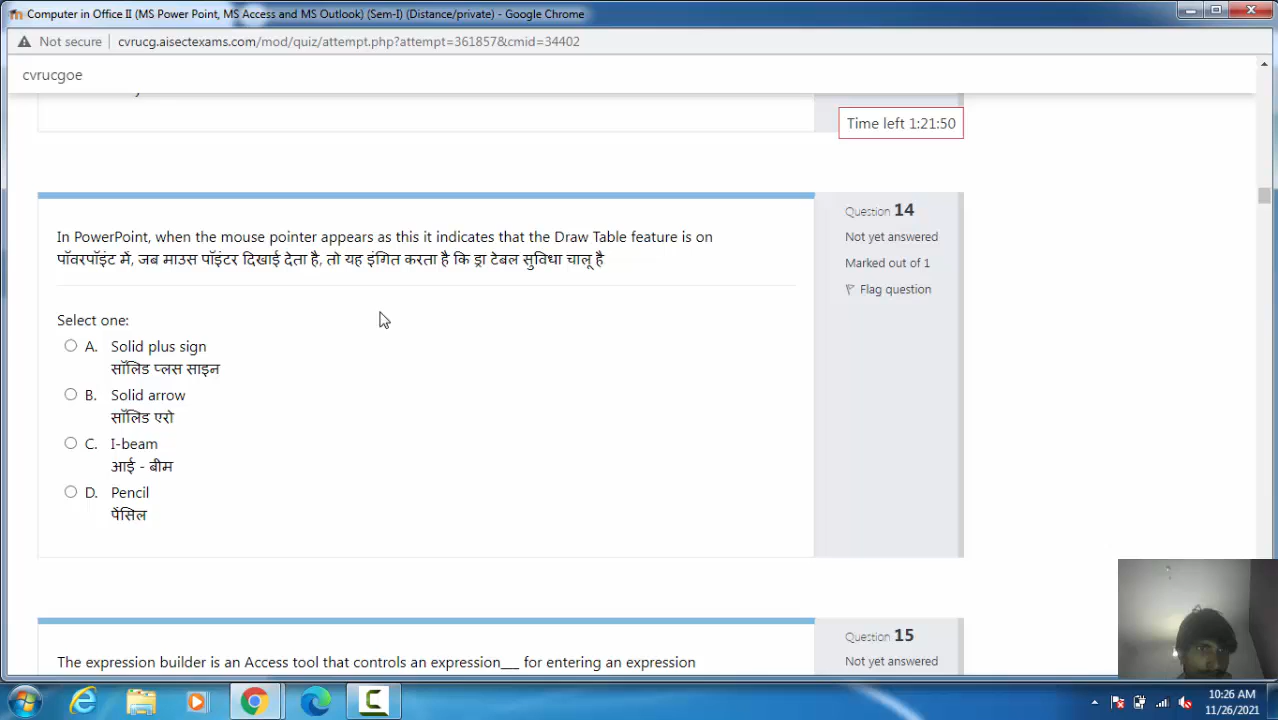 Computer in Office II (MS Power Point, MS Access and MS Outlook) (Sem-I) (Distance/private) - Google Chrome
Not secure | cvrucg.aisectexams.com/mod/quiz/attempt.php?attempt=361857&cmid=34402
cvrucgoe
Time left 1:21:50
In PowerPoint, when the mouse pointer appears as this it indicates that the Draw Table feature is on
पॉवरपॉइंट में, जब माउस पॉइंटर दिखाई देता है, तो यह इंगित करता है कि ड्रा टेबल सुविधा चालू है
Question 14
Not yet answered
Marked out of 1
Flag question
Select one:
A. Solid plus sign
सॉलिड प्लस साइन
B. Solid arrow
सॉलिड एरो
C. I-beam
आई - बीम
D. Pencil
पेंसिल
The expression builder is an Access tool that controls an expression___ for entering an expression
Question 15
Not yet answered
10:26 AM
11/26/2021